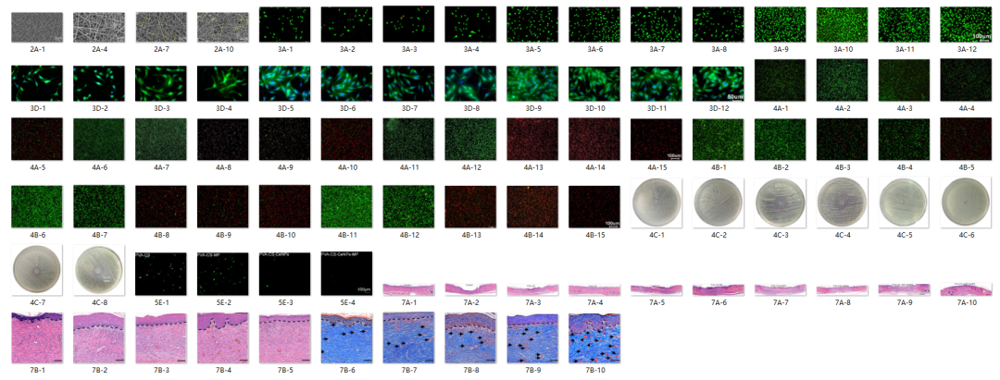 2A-1 2A-4 2A-7 2A-10 3A-1 3A-2 3A-3 3A-4 3A-5 3A-6 3A-7 3A-8 3A-9 3A-10 3A-11 3A-12
100um
3D-1 3D-2 3D-3 3D-4 3D-5 3D-6 3D-7 3D-8 3D-9 3D-10 3D-11 3D-12 4A-1 4A-2 4A-3 4A-4
50um
4A-5 4A-6 4A-7 4A-8 4A-9 4A-10 4A-11 4A-12 4A-13 4A-14 4A-15 4B-1 4B-2 4B-3 4B-4 4B-5
100um
4B-6 4B-7 4B-8 4B-9 4B-10 4B-11 4B-12 4B-13 4B-14 4B-15 4C-1 4C-2 4C-3 4C-4 4C-5 4C-6
100um
PVA-CS PVA-CS-MP PVA-CS-CeNPs PVA-CS-CeNPs-MP
100um
4C-7 4C-8 5E-1 5E-2 5E-3 5E-4 7A-1 7A-2 7A-3 7A-4 7A-5 7A-6 7A-7 7A-8 7A-9 7A-10
7B-1 7B-2 7B-3 7B-4 7B-5 7B-6 7B-7 7B-8 7B-9 7B-10